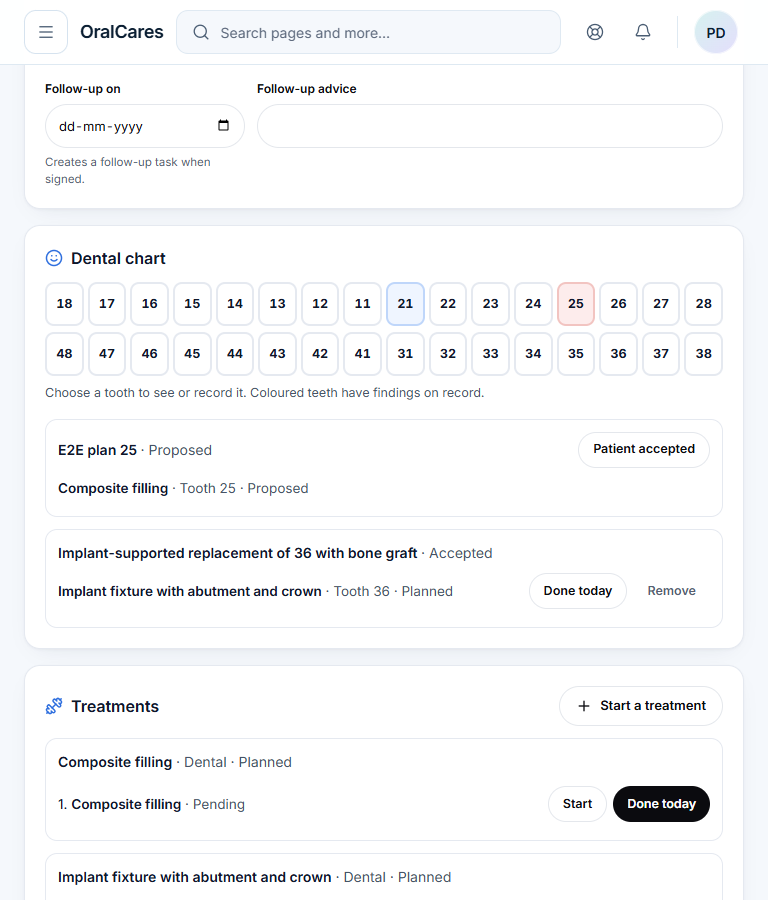 OralCares
Search pages and more...
PD
Follow-up on
Follow-up advice
dd-mm-yyyy
Creates a follow-up task when
signed.
Dental chart
18 17 16 15 14 13 12 11 21 22 23 24 25 26 27 28
48 47 46 45 44 43 42 41 31 32 33 34 35 36 37 38
Choose a tooth to see or record it. Coloured teeth have findings on record.
E2E plan 25 · Proposed
Patient accepted
Composite filling · Tooth 25 · Proposed
Implant-supported replacement of 36 with bone graft · Accepted
Implant fixture with abutment and crown · Tooth 36 · Planned
Done today
Remove
Treatments
Start a treatment
Composite filling · Dental · Planned
1. Composite filling · Pending
Start
Done today
Implant fixture with abutment and crown · Dental · Planned